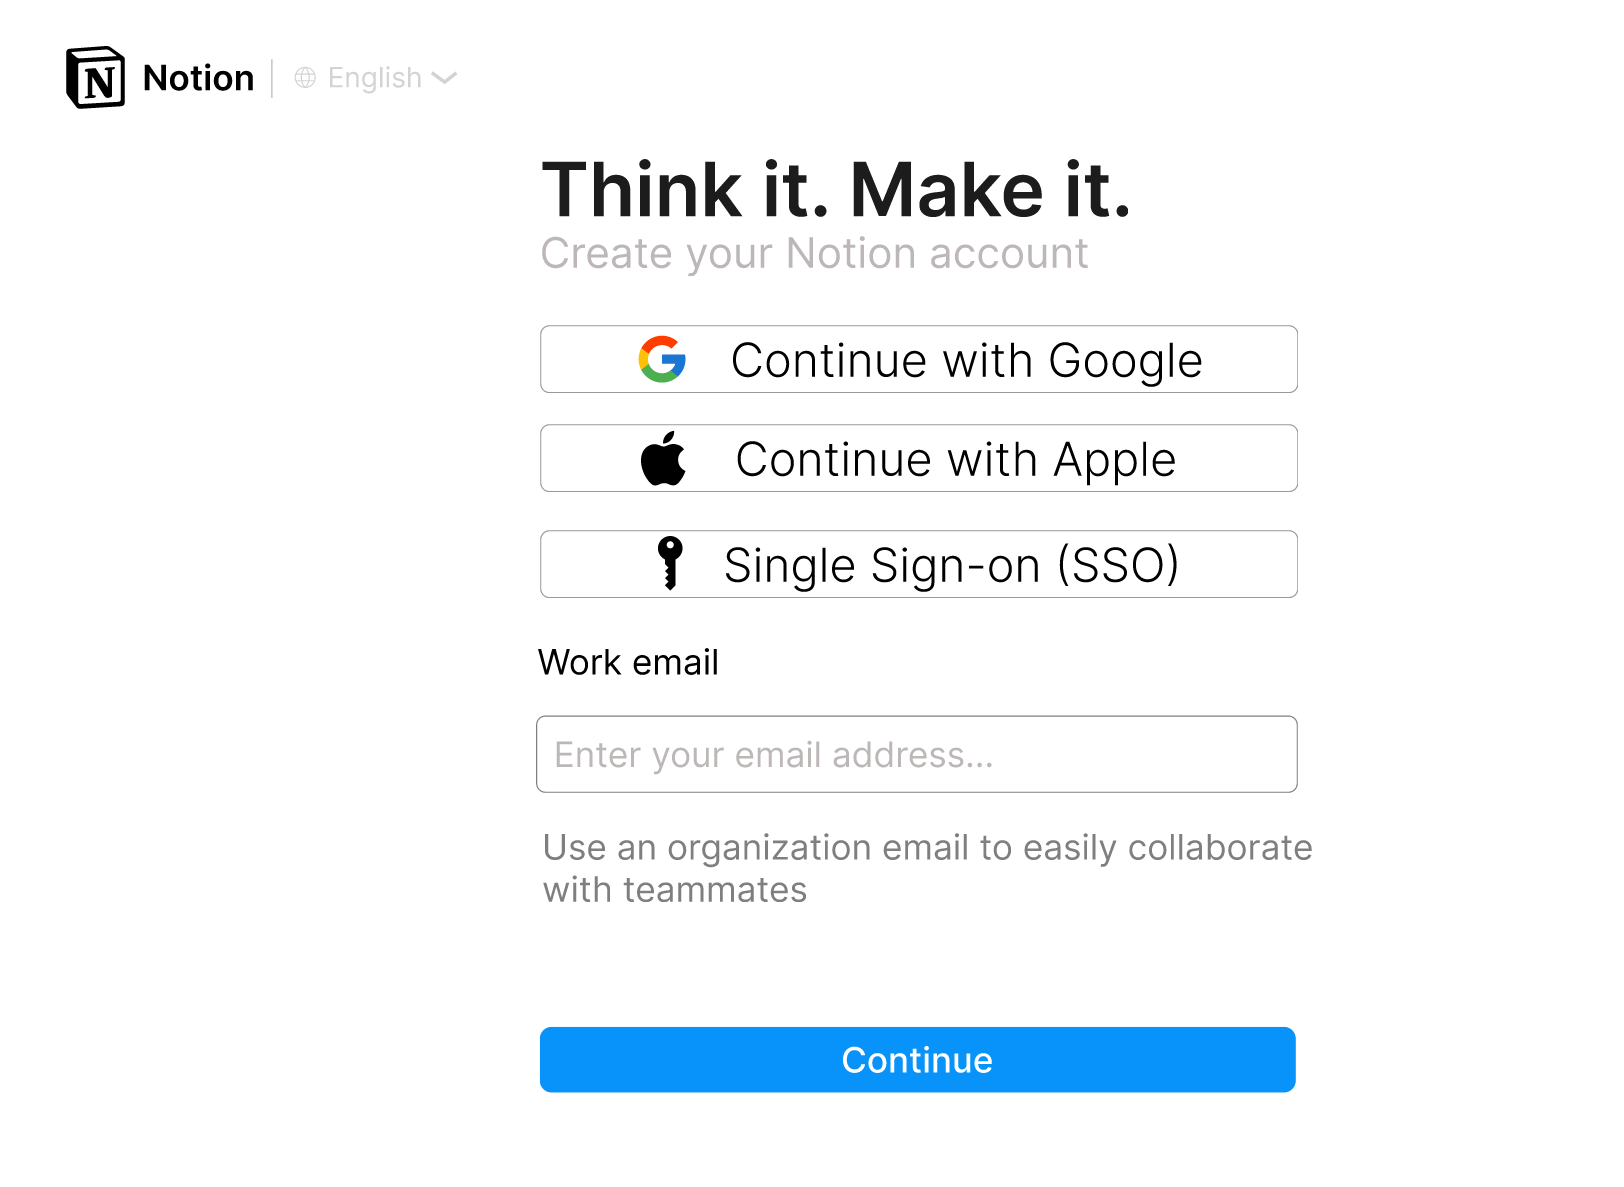 Notion
English
Think it. Make it.
Create your Notion account
Continue with Google
Continue with Apple
Single Sign-on (SSO)
Work email
Enter your email address...
Use an organization email to easily collaborate
with teammates
Continue